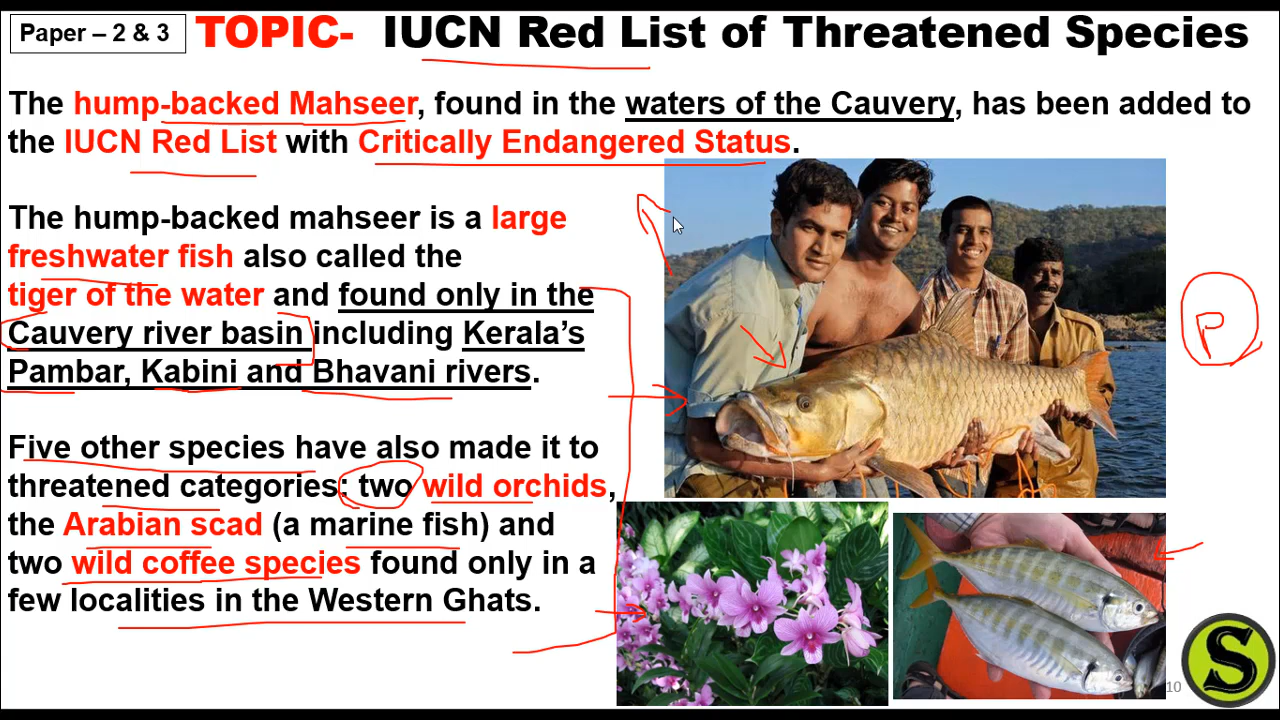 Paper – 2 & 3
TOPIC- IUCN Red List of Threatened Species
The hump-backed Mahseer, found in the waters of the Cauvery, has been added to
the IUCN Red List with Critically Endangered Status.
The hump-backed mahseer is a large
freshwater fish also called the
tiger of the water and found only in the
Cauvery river basin including Kerala’s
Pambar, Kabini and Bhavani rivers.
Five other species have also made it to
threatened categories: two wild orchids,
the Arabian scad (a marine fish) and
two wild coffee species found only in a
few localities in the Western Ghats.
P
S
10